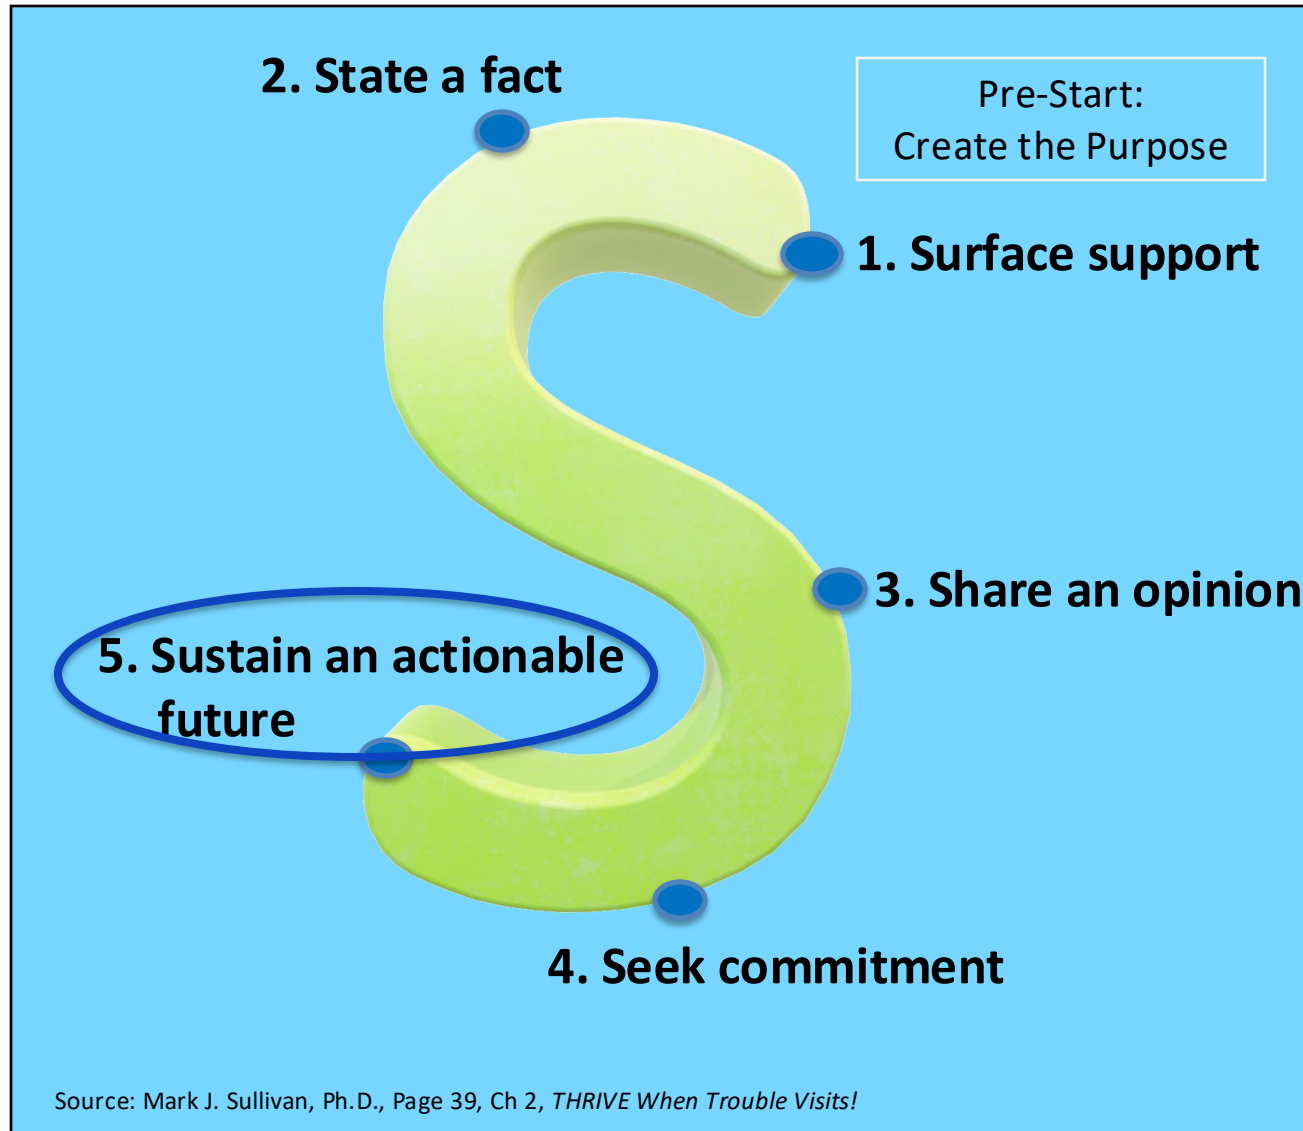 Pre-Start:
Create the Purpose
1. Surface support
2. State a fact
3. Share an opinion
4. Seek commitment
5. Sustain an actionable
future
Source: Mark J. Sullivan, Ph.D., Page 39, Ch 2, THRIVE When Trouble Visits!